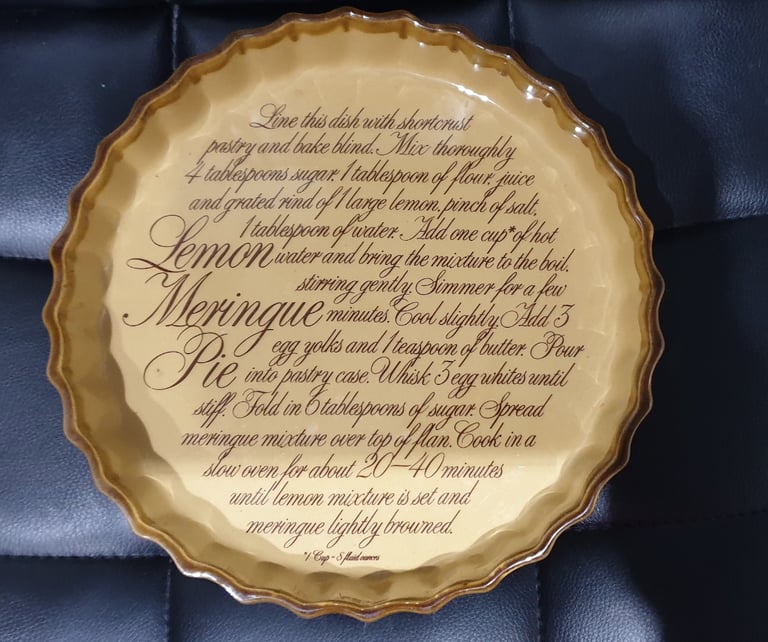 Line this dish with shortcrust
pastry and bake blind. Mix thoroughly
4 tablespoons sugar. 1 tablespoon of flour, juice
and grated rind of 1 large lemon, pinch of salt,
1 tablespoon of water. Add one cup* of hot
Lemon water and bring the mixture to the boil,
stirring gently. Simmer for a few
Meringue minutes. Cool slightly. Add 3
egg yolks and 1 teaspoon of butter. Pour
Pie into pastry case. Whisk 3 egg whites until
stiff. Fold in 6 tablespoons of sugar. Spread
meringue mixture over top of flan. Cook in a
slow oven for about 20-40 minutes
until lemon mixture is set and
meringue lightly browned.
*1 Cup - 8 fluid ounces